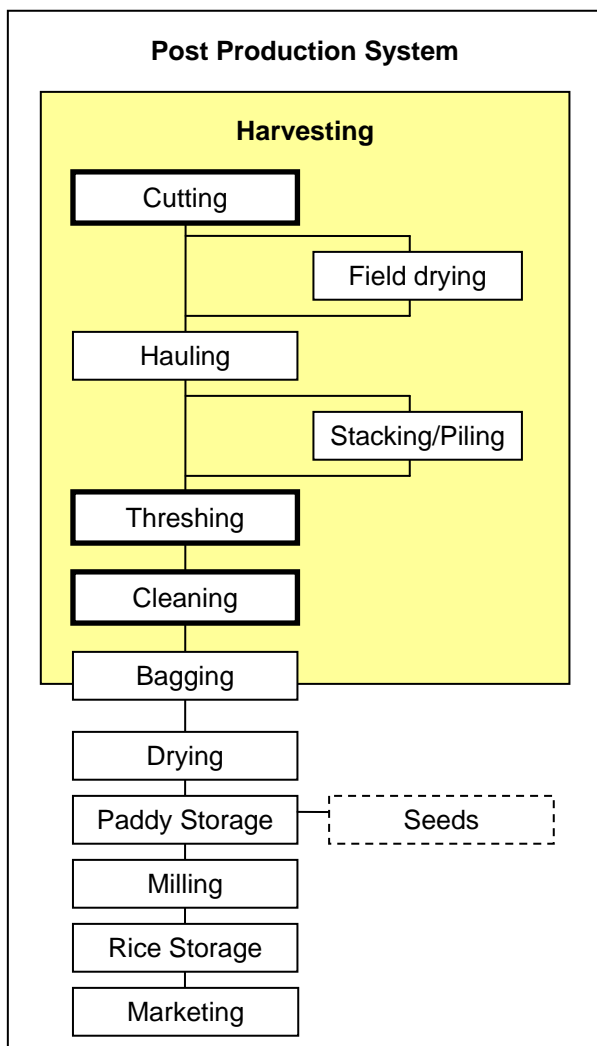 Post Production System
Harvesting
Cutting
Field drying
Hauling
Stacking/Piling
Threshing
Cleaning
Bagging
Drying
Paddy Storage
Seeds
Milling
Rice Storage
Marketing